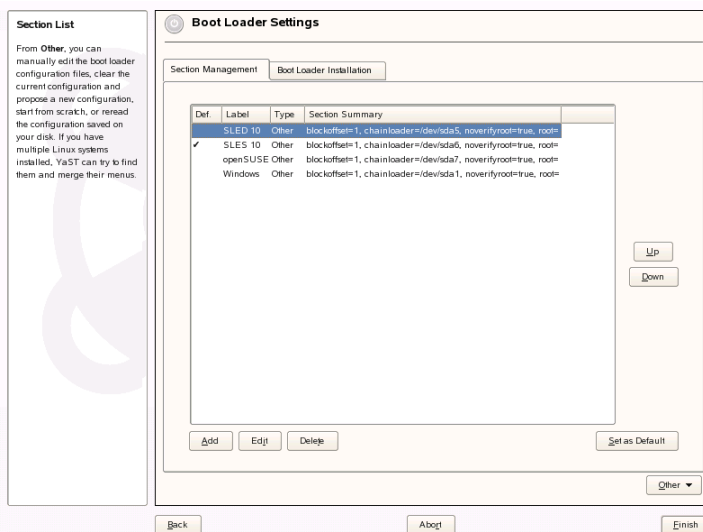 Section List
From Other, you can
manually edit the boot loader
configuration files, clear the
current configuration and
propose a new configuration,
start from scratch, or reread
the configuration saved on
your disk. If you have
multiple Linux systems
installed, YaST can try to find
them and merge their menus.
Boot Loader Settings
Section Management Boot Loader Installation
Def. Label Type Section Summary
SLED 10 Other blockoffset=1, chainloader=/dev/sda5, noverifyroot=true, root=
✔ SLES 10 Other blockoffset=1, chainloader=/dev/sda6, noverifyroot=true, root=
openSUSE Other blockoffset=1, chainloader=/dev/sda7, noverifyroot=true, root=
Windows Other blockoffset=1, chainloader=/dev/sda1, noverifyroot=true, root=
Up
Down
Add Edit Delete Set as Default
Other
Back Abort Finish